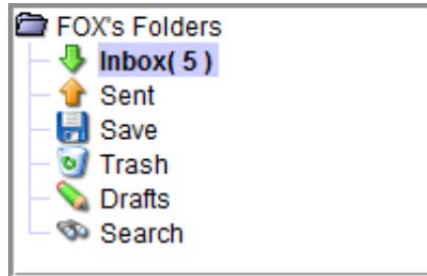 FOX's Folders
Inbox( 5 )
Sent
Save
Trash
Drafts
Search